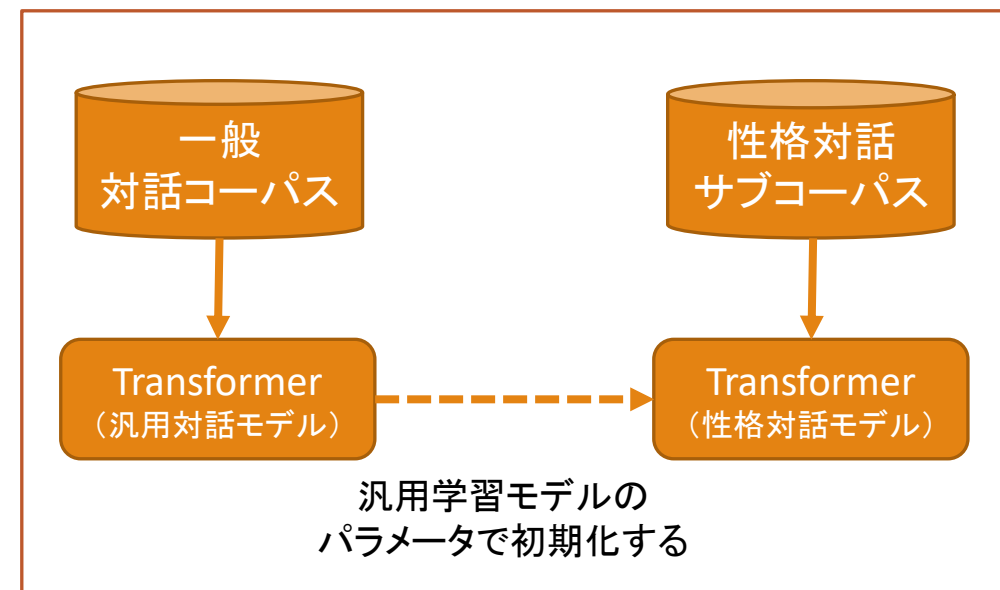 一般
対話コーパス
性格対話
サブコーパス
Transformer
（汎用対話モデル）
Transformer
（性格対話モデル）
汎用学習モデルの
パラメータで初期化する